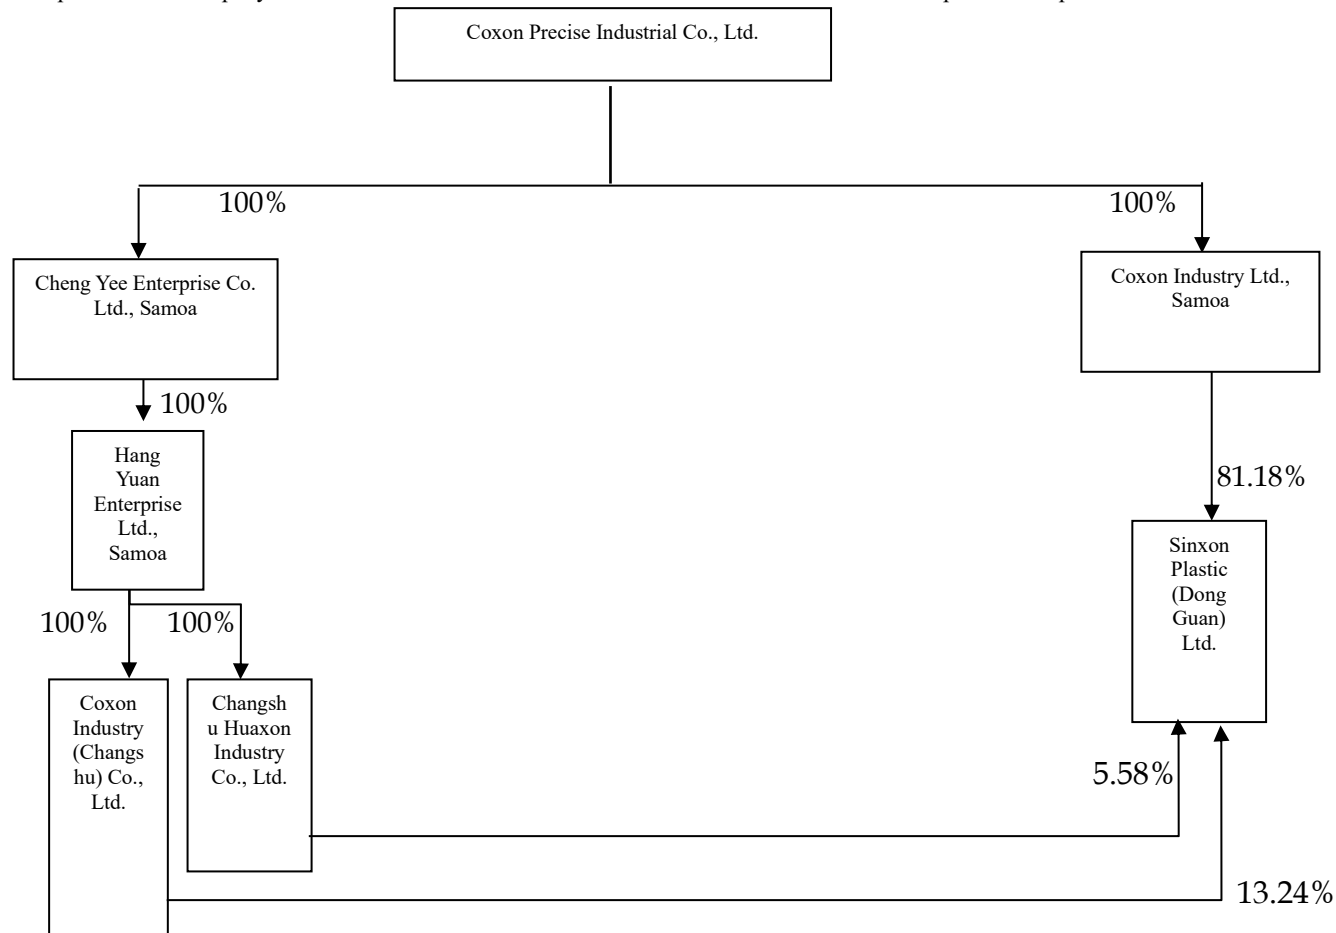 Coxon Precise Industrial Co., Ltd.
100%
100%
Cheng Yee Enterprise Co.
Ltd., Samoa
Coxon Industry Ltd.,
Samoa
100%
Hang
Yuan
Enterprise
Ltd.,
Samoa
81.18%
Sinxon
Plastic
(Dong
Guan)
Ltd.
100%
100%
Coxon
Industry
(Changs
hu) Co.,
Ltd.
Changsh
u Huaxon
Industry
Co., Ltd.
5.58%
13.24%